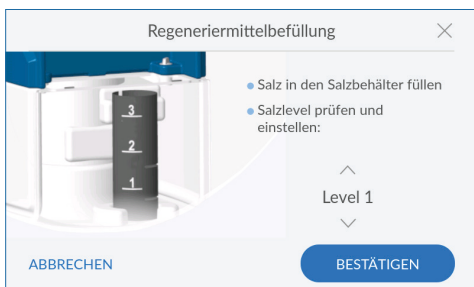 Regeneriermittelbefüllung
3
2
1
Salz in den Salzbehälter füllen
Salzlevel prüfen und
einstellen:
Level 1
ABBRECHEN
BESTÄTIGEN